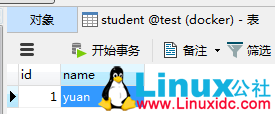 对象
student @test (docker) - 表
开始事务
备注
筛选
id
name
1
yuan
Linux公社
www.Linuxidc.com